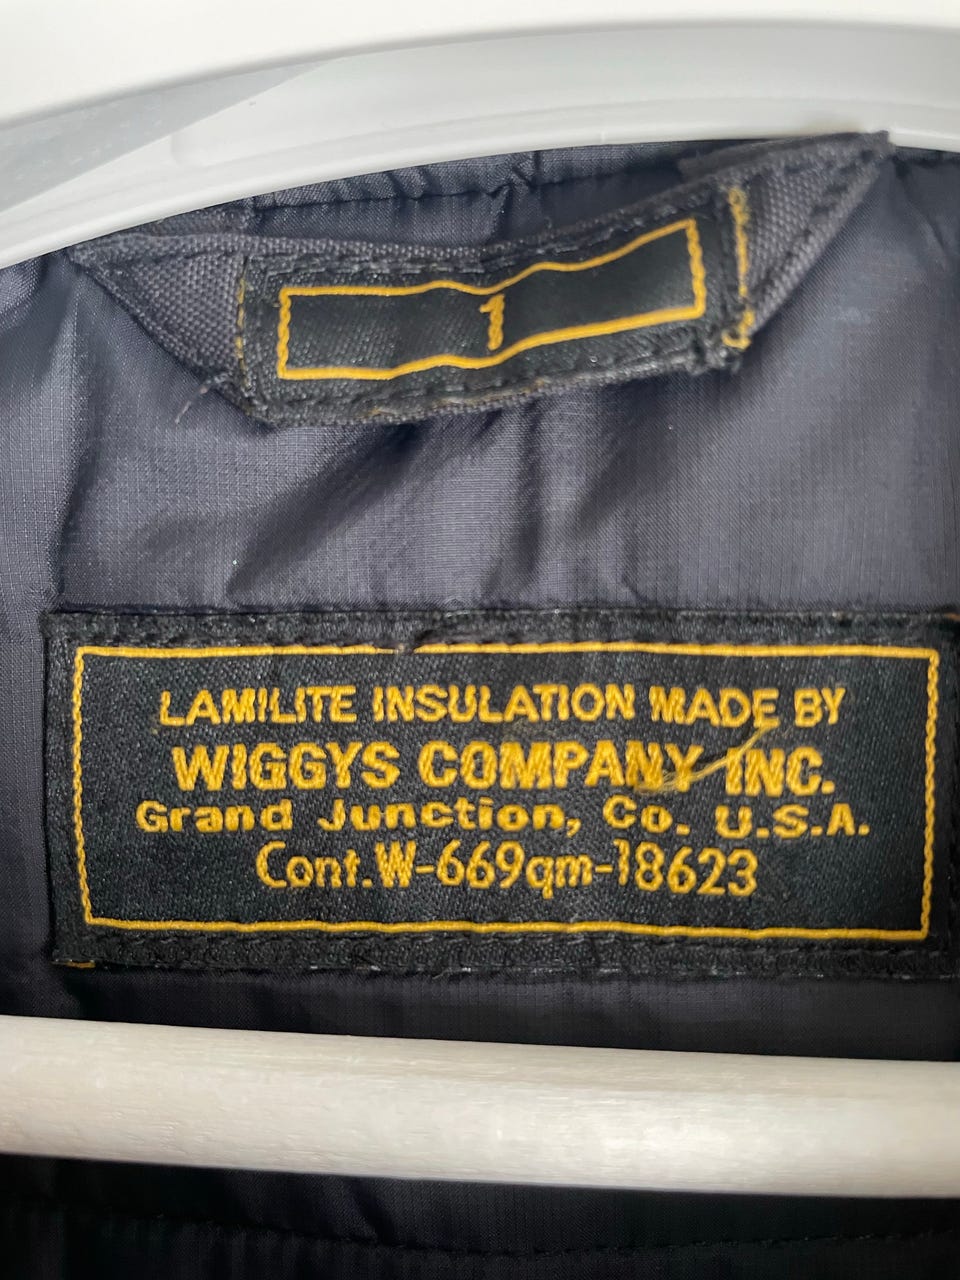 1
LAMILITE INSULATION MADE BY
WIGGYS COMPANY INC.
Grand Junction, Co. U.S.A.
Cont.W-669qm-18623